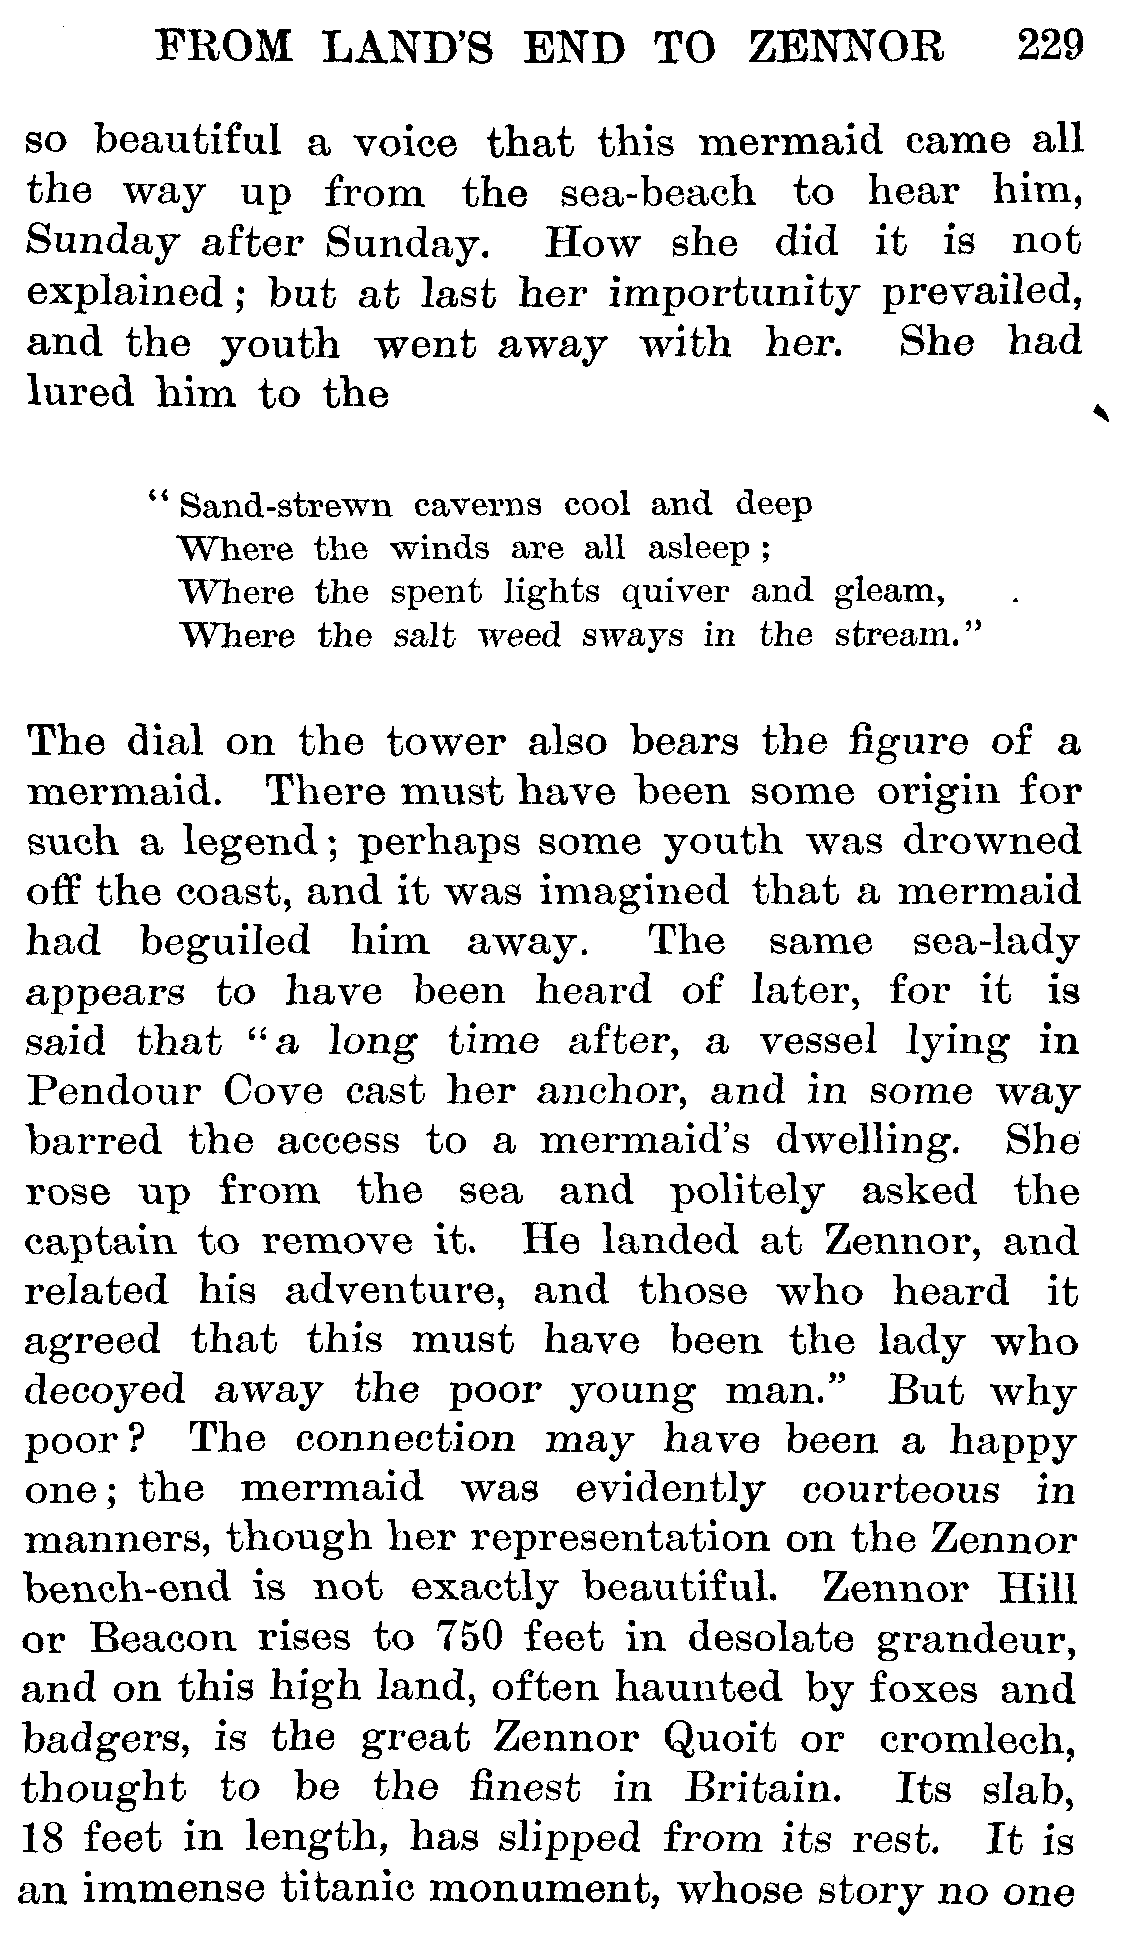 FROM LAND'S END TO ZENNOR 229
so beautiful a voice that this mermaid came all
the way up from the sea-beach to hear him,
Sunday after Sunday. How she did it is not
explained ; but at last her importunity prevailed,
and the youth went away with her. She had
lured him to the
“ Sand-strewn caverns cool and deep
Where the winds are all asleep ;
Where the spent lights quiver and gleam,
Where the salt weed sways in the stream.”
The dial on the tower also bears the figure of a
mermaid. There must have been some origin for
such a legend ; perhaps some youth was drowned
off the coast, and it was imagined that a mermaid
had beguiled him away. The same sea-lady
appears to have been heard of later, for it is
said that “a long time after, a vessel lying in
Pendour Cove cast her anchor, and in some way
barred the access to a mermaid's dwelling. She
rose up from the sea and politely asked the
captain to remove it. He landed at Zennor, and
related his adventure, and those who heard it
agreed that this must have been the lady who
decoyed away the poor young man.” But why
poor? The connection may have been a happy
one ; the mermaid was evidently courteous in
manners, though her representation on the Zennor
bench-end is not exactly beautiful. Zennor Hill
or Beacon rises to 750 feet in desolate grandeur,
and on this high land, often haunted by foxes and
badgers, is the great Zennor Quoit or cromlech,
thought to be the finest in Britain. Its slab,
18 feet in length, has slipped from its rest. It is
an immense titanic monument, whose story no one